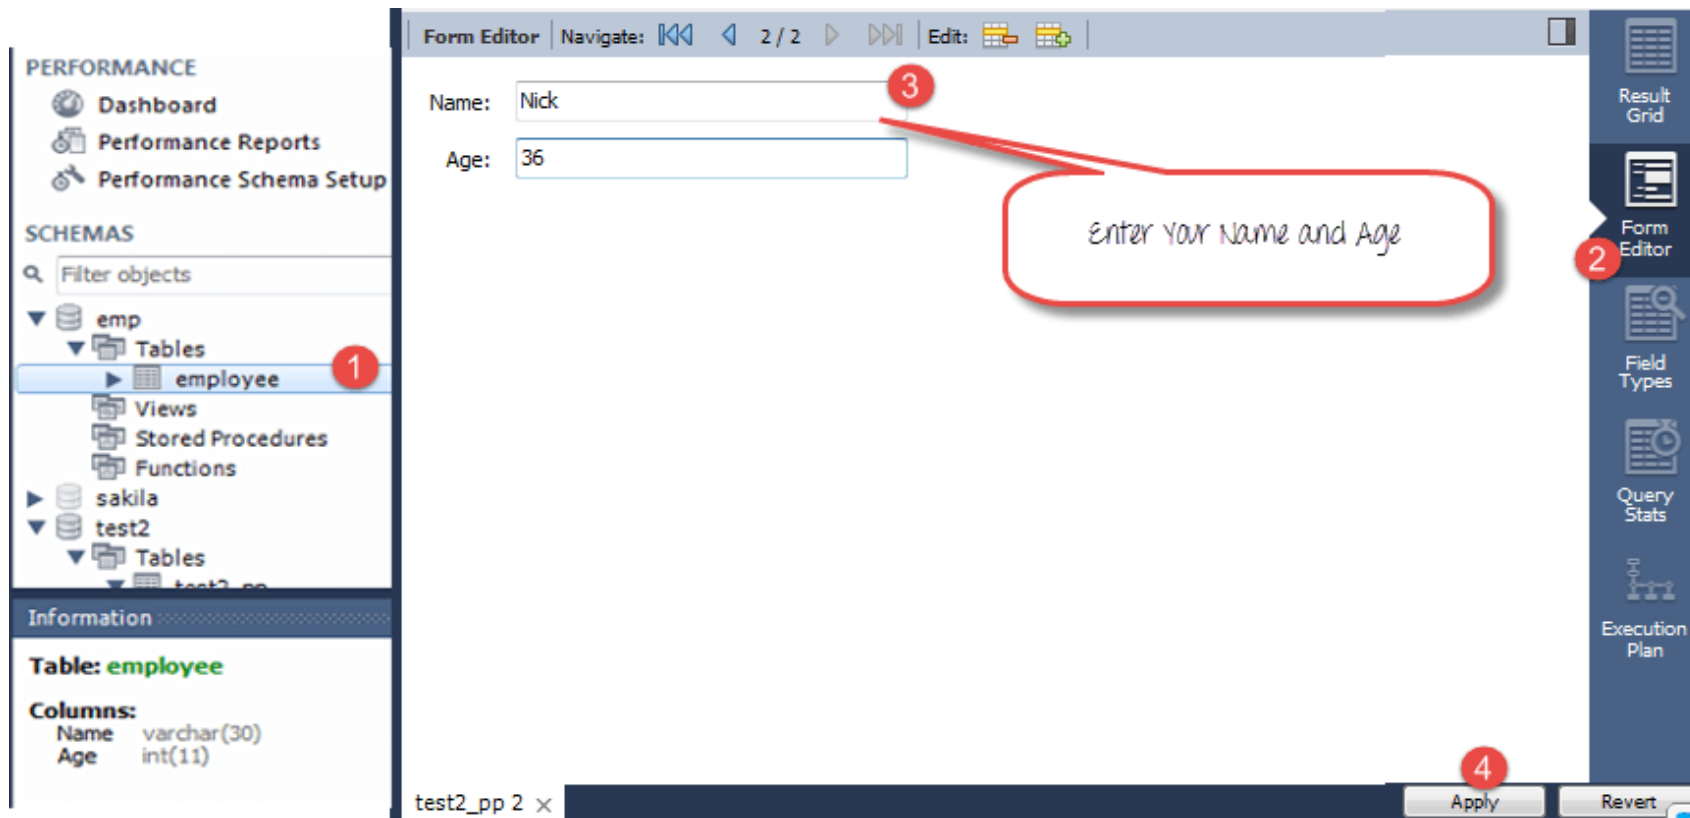 Form Editor Navigate: 2 / 2 Edit:
PERFORMANCE
Dashboard
Performance Reports
Performance Schema Setup
SCHEMAS
Filter objects
emp
Tables
employee
1
Views
Stored Procedures
Functions
sakila
test2
Tables
test2_pp
Information
Table: employee
Columns:
Name varchar(30)
Age int(11)
Name: Nick
3
Age: 36
Enter Your Name and Age
test2_pp 2
4
Apply
Revert
Result
Grid
Form
Editor
2
Field
Types
Query
Stats
Execution
Plan